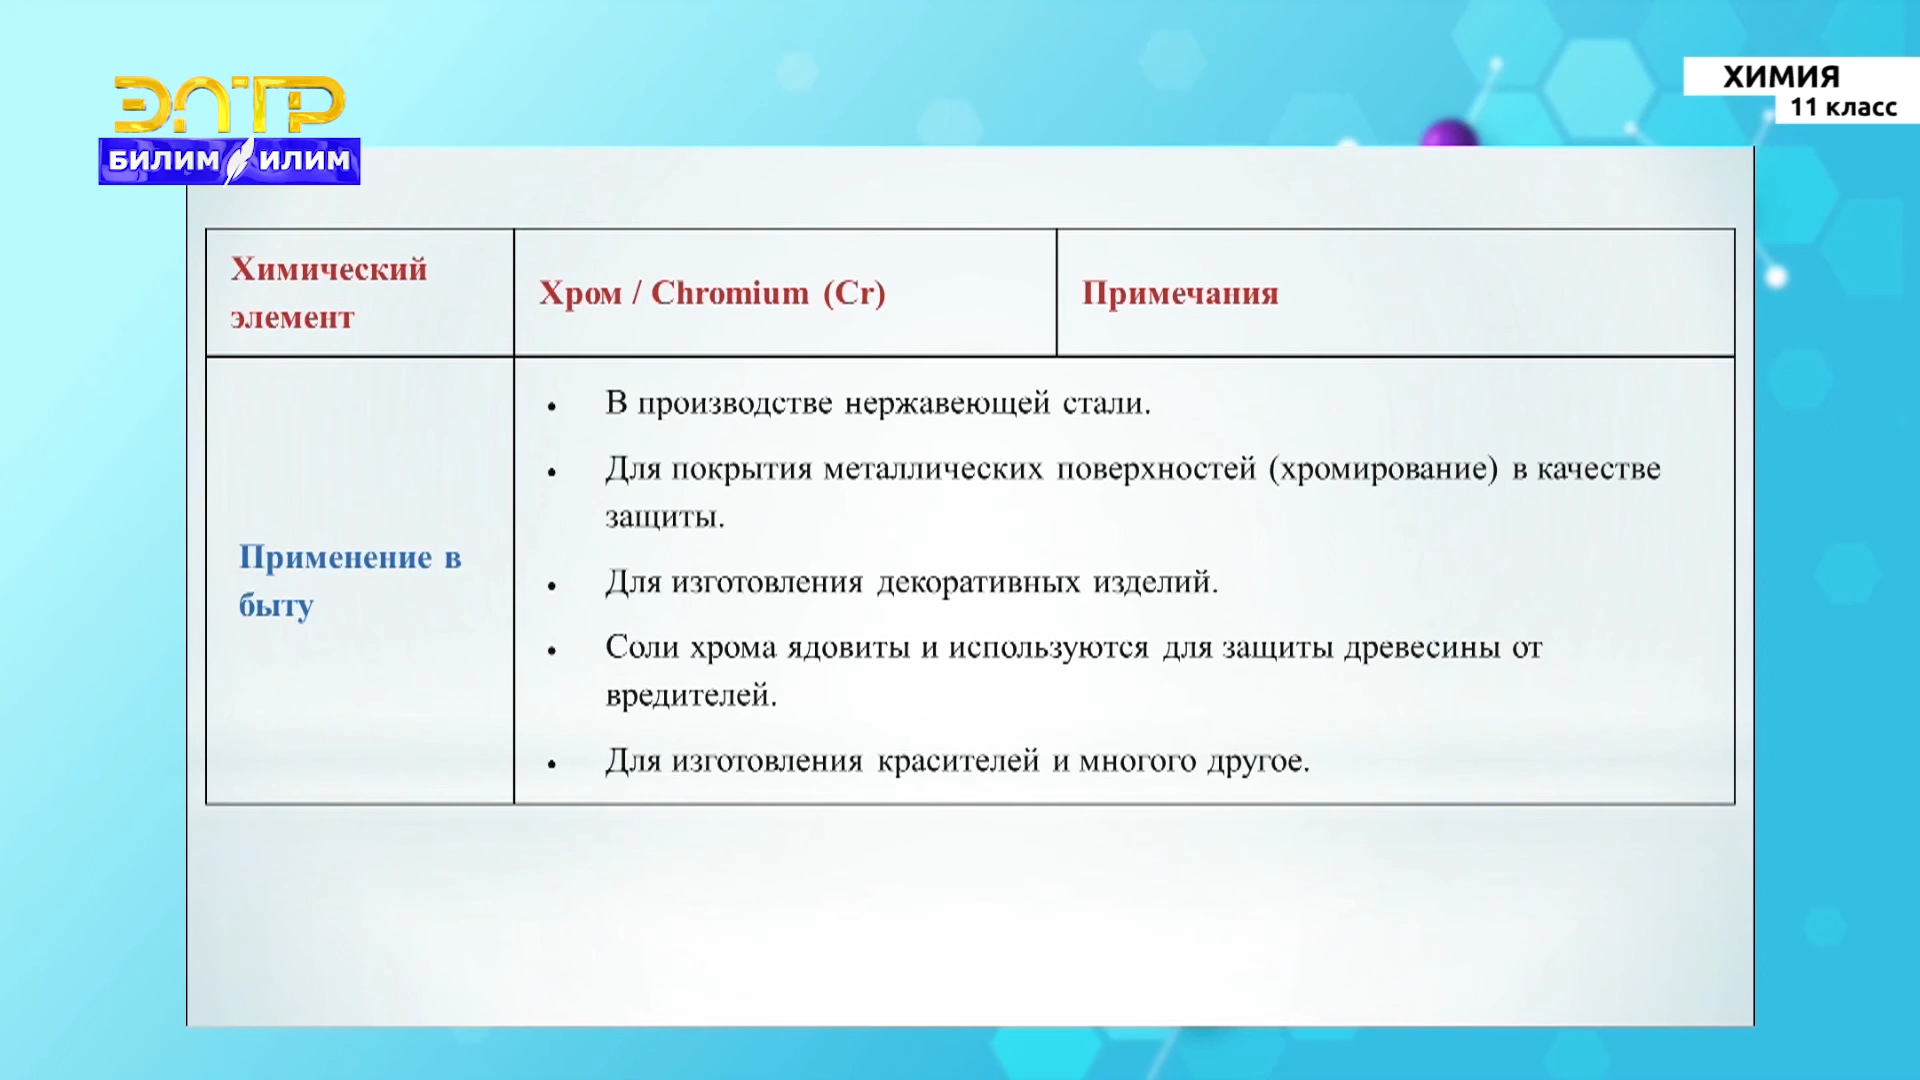 ЭЛТР
БИЛИМ ИЛИМ
ХИМИЯ
11 класс
Химический
элемент
Хром / Chromium (Cr)
Примечания
Применение в
быту
• В производстве нержавеющей стали.
• Для покрытия металлических поверхностей (хромирование) в качестве
защиты.
• Для изготовления декоративных изделий.
• Соли хрома ядовиты и используются для защиты древесины от
вредителей.
• Для изготовления красителей и многого другое.